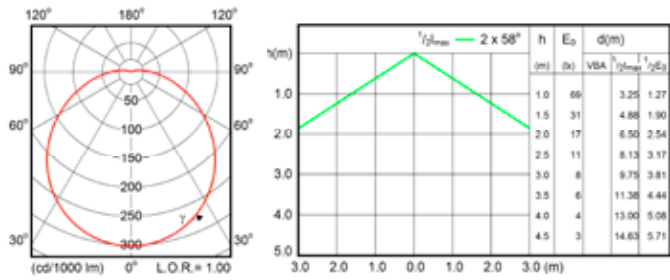 120° 180° 120°
90° 90°
50
60° 100 60°
150
200
250 γ
30° 300 30°
(cd/1000 lm) 0° L.O.R.= 1.00
1/2Imax 2 x 58°
h(m)
1.0
2.0
3.0
4.0
5.0
3.0 2.0 1.0 0.0 1.0 2.0 3.0 (m)
h E0 d(m)
(m) (lx) VBA 1/2Imax 1/2E0
1.0 69 3.25 1.27
1.5 31 4.88 1.90
2.0 17 6.50 2.54
2.5 11 8.13 3.17
3.0 8 9.75 3.81
3.5 6 11.38 4.44
4.0 4 13.00 5.08
4.5 3 14.63 5.71